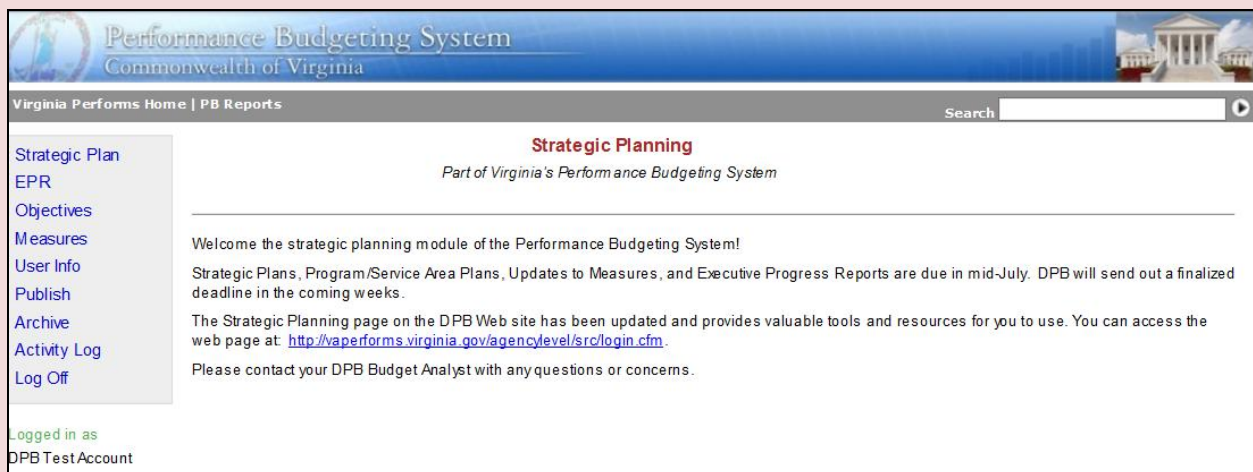 Performance Budgeting System
Commonwealth of Virginia
Virginia Performs Home | PB Reports
Search
Strategic Plan
EPR
Objectives
Measures
User Info
Publish
Archive
Activity Log
Log Off
Logged in as
DPB Test Account
Strategic Planning
Part of Virginia's Performance Budgeting System
Welcome the strategic planning module of the Performance Budgeting System!
Strategic Plans, Program/Service Area Plans, Updates to Measures, and Executive Progress Reports are due in mid-July. DPB will send out a finalized
deadline in the coming weeks.
The Strategic Planning page on the DPB Web site has been updated and provides valuable tools and resources for you to use. You can access the
web page at: http://vaperforms.virginia.gov/agencylevel/src/login.cfm.
Please contact your DPB Budget Analyst with any questions or concerns.